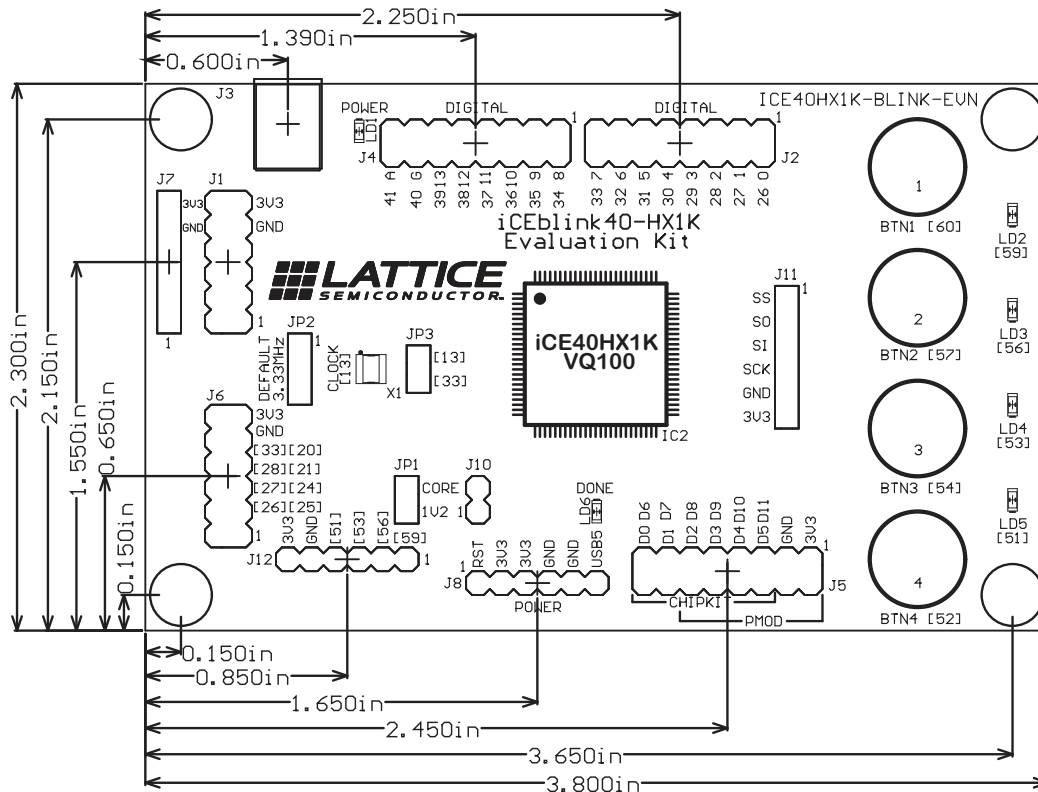 2.250in
1.390in
0.600in
J3
POWER
LD1
DIGITAL
DIGITAL
ICE40HX1K-BLINK-EVN
1
1
J4
J2
41 A
40 G
3913
3812
37 11
3610
35 9
34 8
33 7
32 6
31 5
30 4
29 3
28 2
27 1
26 0
iCEblink40-HX1K
Evaluation Kit
J7
J1
3V3
GND
3V3
GND
1
1
LATTICE
SEMICONDUCTOR
JP2
1
DEFAULT
3.33MHz
CLOCK
[13]
X1
JP3
[13]
[33]
iCE40HX1K
VQ100
IC2
J11
1
SS
SO
SI
SCK
GND
3V3
1
BTN1 [60]
2
BTN2 [57]
3
BTN3 [54]
4
BTN4 [52]
LD2
[59]
LD3
[56]
LD4
[53]
LD5
[51]
J6
3V3
GND
[33][20]
[28][21]
[27][24]
[26][25]
1
JP1
CORE
1V2
J10
1
DONE
LD6
J12
3V3
GND
[51]
[53]
[56]
[59]
1
J8
1
RST
3V3
3V3
GND
GND
USB5
POWER
D0 D6
D1 D7
D2 D8
D3 D9
D4D10
D5D11
GND
3V3
1
J5
CHIPKIT
PMOD
2.300in
2.150in
1.550in
0.650in
0.150in
0.150in
0.850in
1.650in
2.450in
3.650in
3.800in